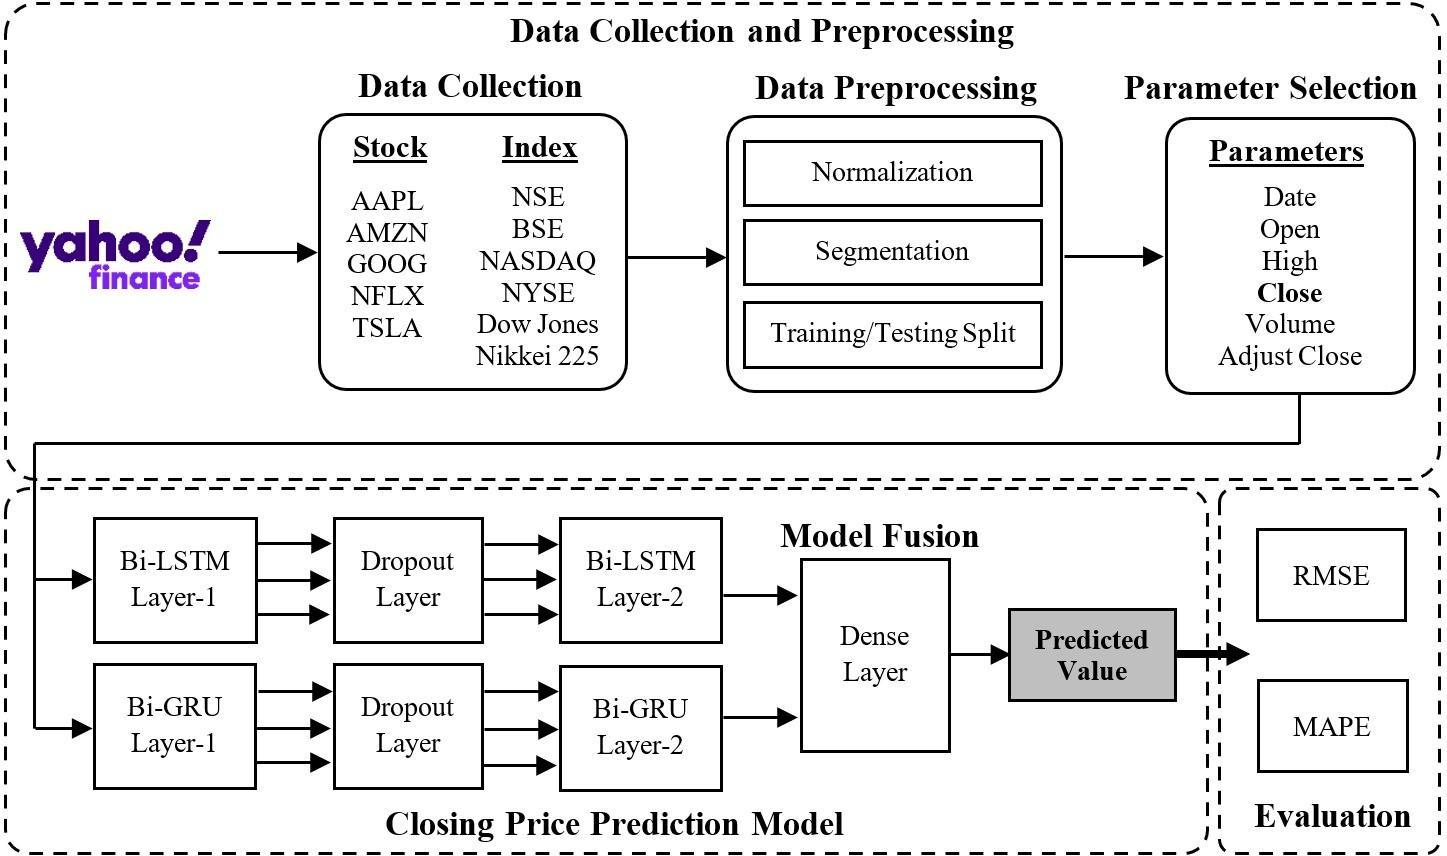 Data Collection and Preprocessing
Data Collection
Data Preprocessing
Parameter Selection
yahoo!
finance
Stock
AAPL
AMZN
GOOG
NFLX
TSLA
Index
NSE
BSE
NASDAQ
NYSE
Dow Jones
Nikkei 225
Normalization
Segmentation
Training/Testing Split
Parameters
Date
Open
High
Close
Volume
Adjust Close
Bi-LSTM
Layer-1
Dropout
Layer
Bi-LSTM
Layer-2
Bi-GRU
Layer-1
Dropout
Layer
Bi-GRU
Layer-2
Model Fusion
Dense
Layer
Predicted
Value
Closing Price Prediction Model
RMSE
MAPE
Evaluation